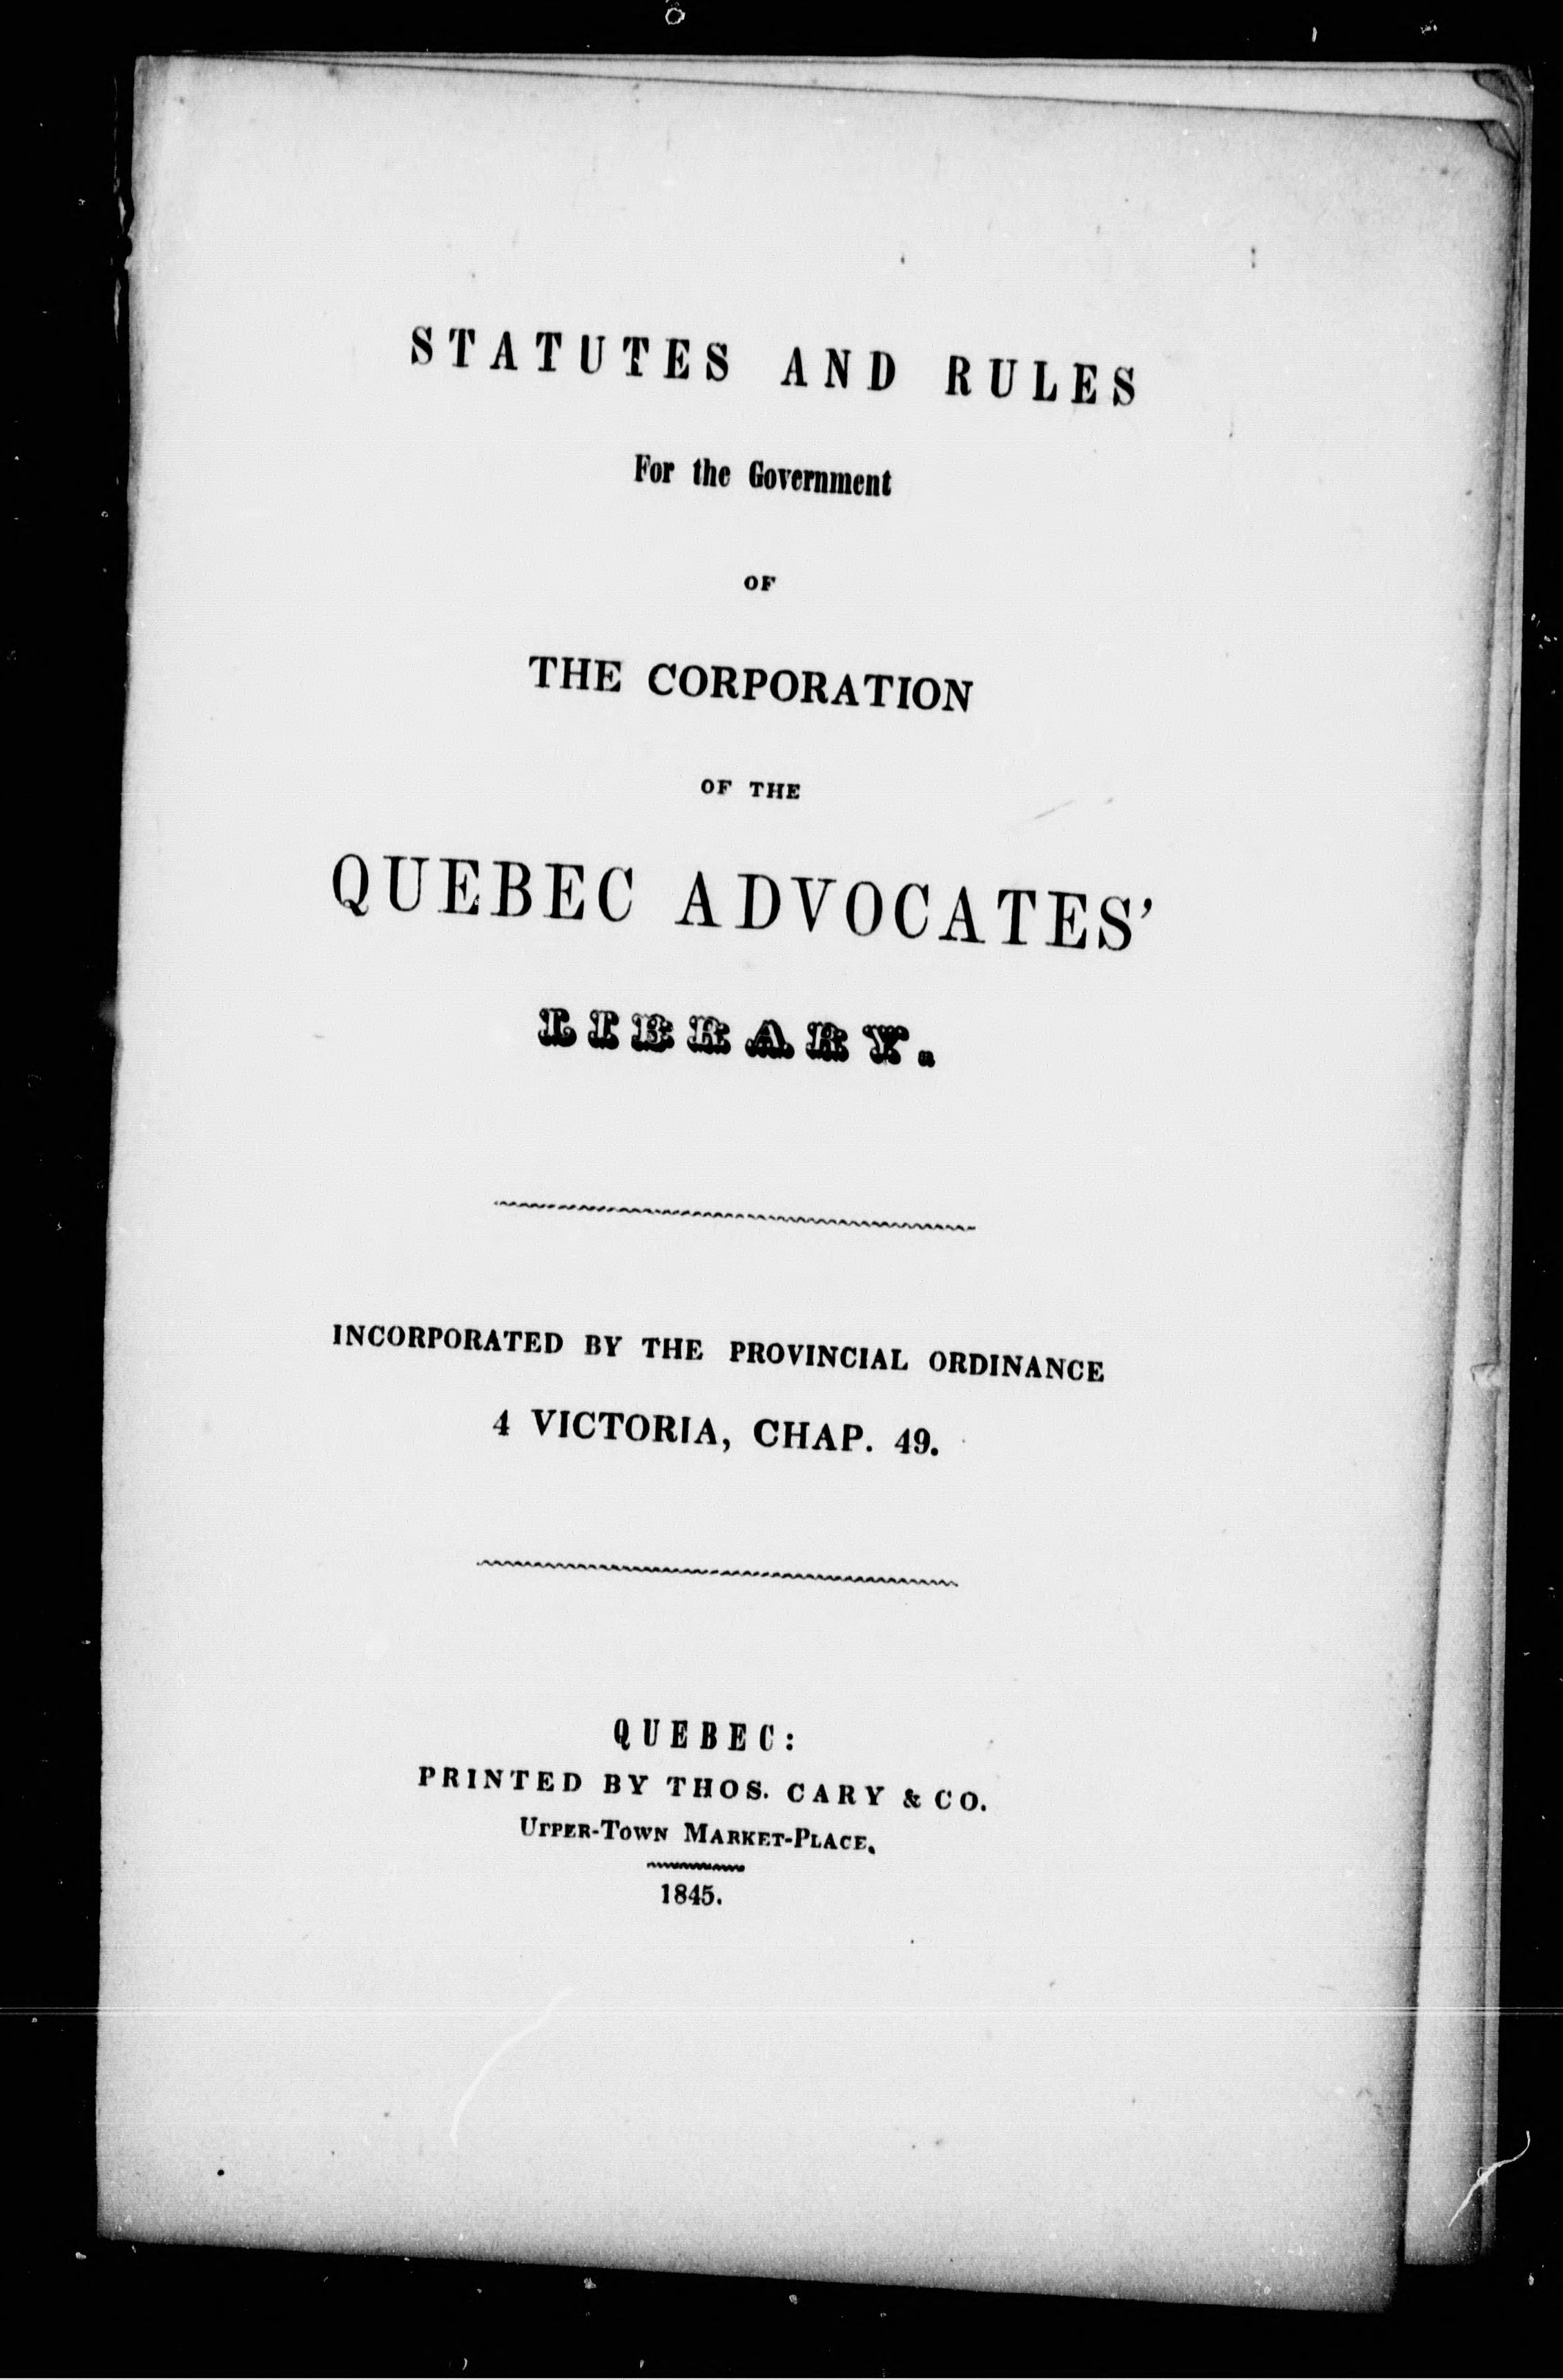 STATUTES AND RULES
For the Government
OF
THE CORPORATION
OF THE
QUEBEC ADVOCATES'
LIBRARY.
INCORPORATED BY THE PROVINCIAL ORDINANCE
4 VICTORIA, CHAP. 49.
QUEBEC:
PRINTED BY THOS. CARY & CO.
UPPER-TOWN MARKET-PLACE.
1845.